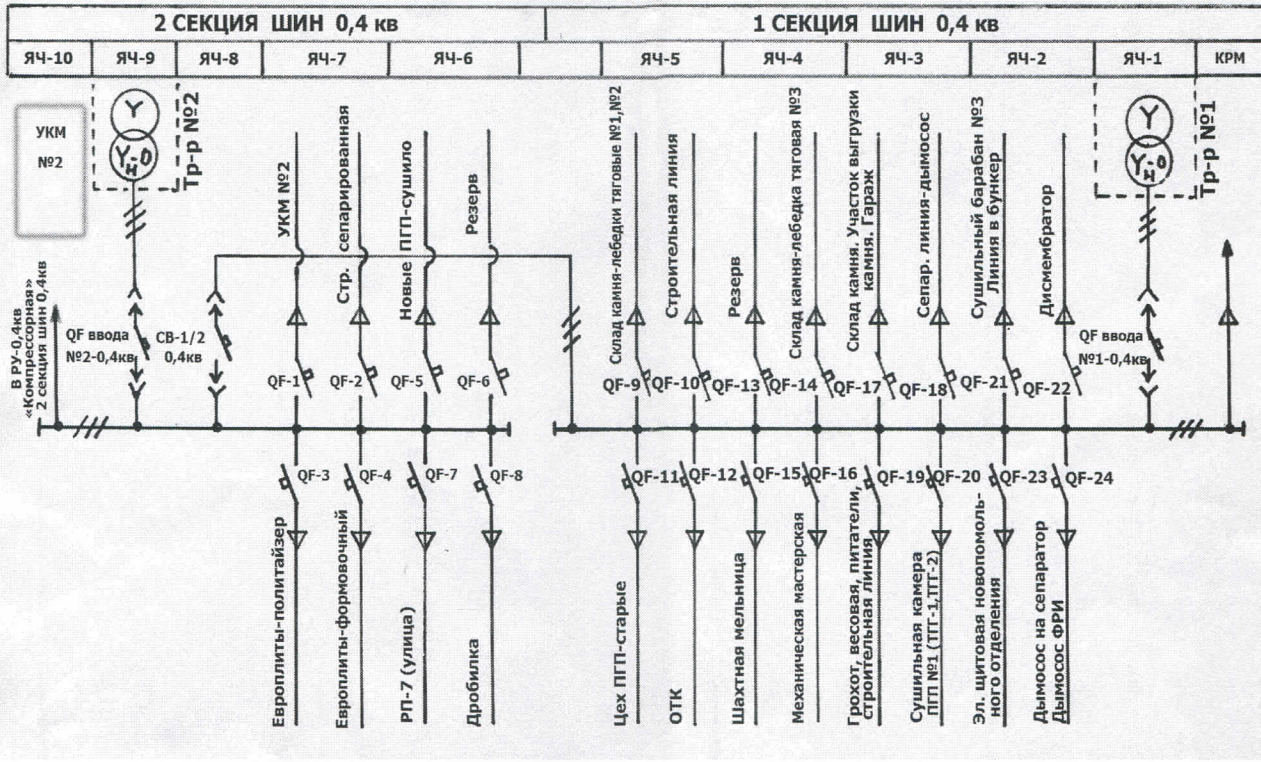 2 СЕКЦИЯ ШИН 0,4 кв
1 СЕКЦИЯ ШИН 0,4 кв
ЯЧ-10
ЯЧ-9
ЯЧ-8
ЯЧ-7
ЯЧ-6
ЯЧ-5
ЯЧ-4
ЯЧ-3
ЯЧ-2
ЯЧ-1
КРМ
УКМ
№2
Y
Yн-0
Тр-р №2
УКМ №2
Стр. сепарированная
Новые ПГП-сушило
Резерв
Склад камня-лебедки тяговые №1,№2
Строительная линия
Резерв
Склад камня-лебедка тяговая №3
Склад камня. Участок выгрузки
камня. Гараж
Сепар. линия-дымосос
Сушильный барабан №3
Линия в бункер
Дисмембратор
Y
Yн-0
Тр-р №1
В РУ-0,4кв
«Компрессорная»
2 секция шин 0,4кв
QF ввода
№2-0,4кв
СВ-1/2
0,4кв
QF-1
QF-2
QF-5
QF-6
QF-9
QF-10
QF-13
QF-14
QF-17
QF-18
QF-21
QF-22
QF ввода
№1-0,4кв
QF-3
QF-4
QF-7
QF-8
QF-11
QF-12
QF-15
QF-16
QF-19
QF-20
QF-23
QF-24
Европлиты-политайзер
Европлиты-формовочный
РП-7 (улица)
Дробилка
Цех ПГП-старые
ОТК
Шахтная мельница
Механическая мастерская
Грохот, весовая, питатели,
строительная линия
Сушильная камера
ПГП №1 (ТГГ-1,ТГГ-2)
Эл. щитовая новопомоль-
ного отделения
Дымосос на сепаратор
Дымосос ФРИ